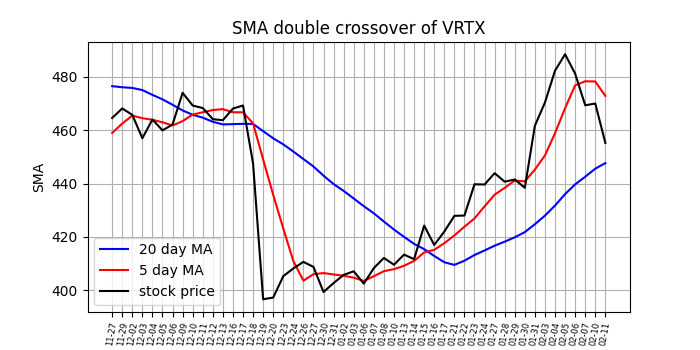 SMA double crossover of VRTX
SMA
480
460
440
420
400
20 day MA
5 day MA
stock price
11-27 11-29 12-02 12-03 12-04 12-05 12-06 12-09 12-10 12-11 12-12 12-13 12-16 12-17 12-18 12-19 12-20 12-23 12-24 12-26 12-27 12-30 12-31 01-02 01-03 01-06 01-07 01-08 01-10 01-13 01-14 01-15 01-16 01-17 01-21 01-22 01-23 01-24 01-27 01-28 01-29 01-30 01-31 02-03 02-04 02-05 02-06 02-07 02-10 02-11